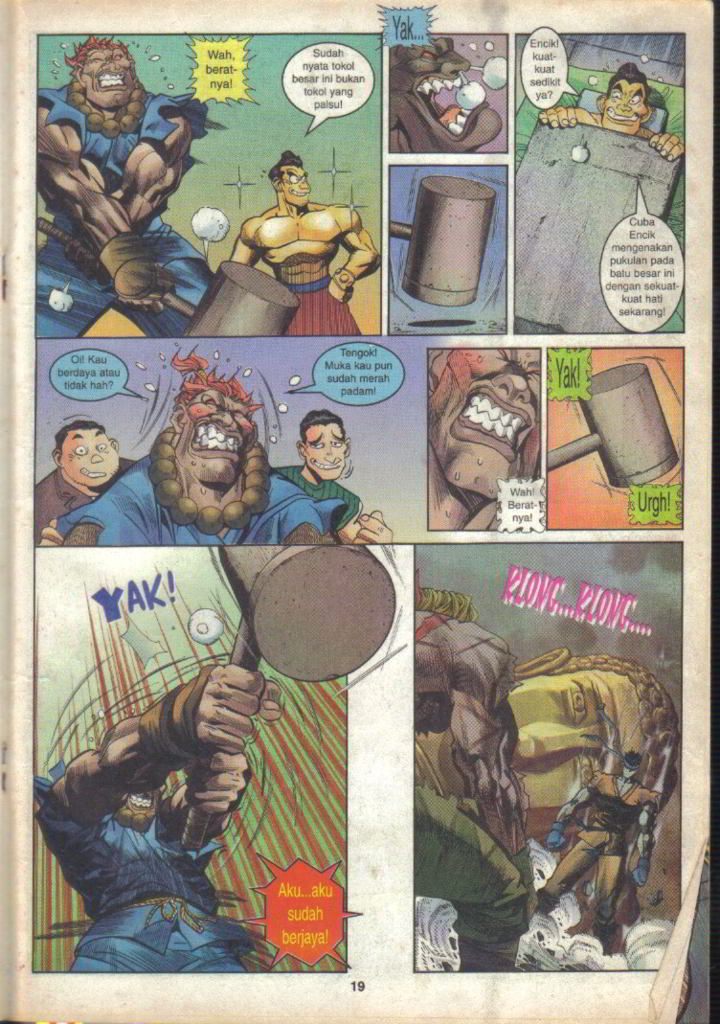 Wah,
berat-
nya!
Sudah
nyata tokol
besar ini bukan
tokol yang
palsu!
Yak...
Encik!
kuat-
kuat
sedikit
ya?
Cuba
Encik
mengenakan
pukulan pada
batu besar ini
dengan sekuat-
kuat hati
sekarang!
Oi! Kau
berdaya atau
tidak hah?
Tengok!
Muka kau pun
sudah merah
padam!
Wah!
Berat-
nya!
Yak!
Urgh!
YAK!
Aku...aku
sudah
berjaya!
KLONG...KLONG....
19